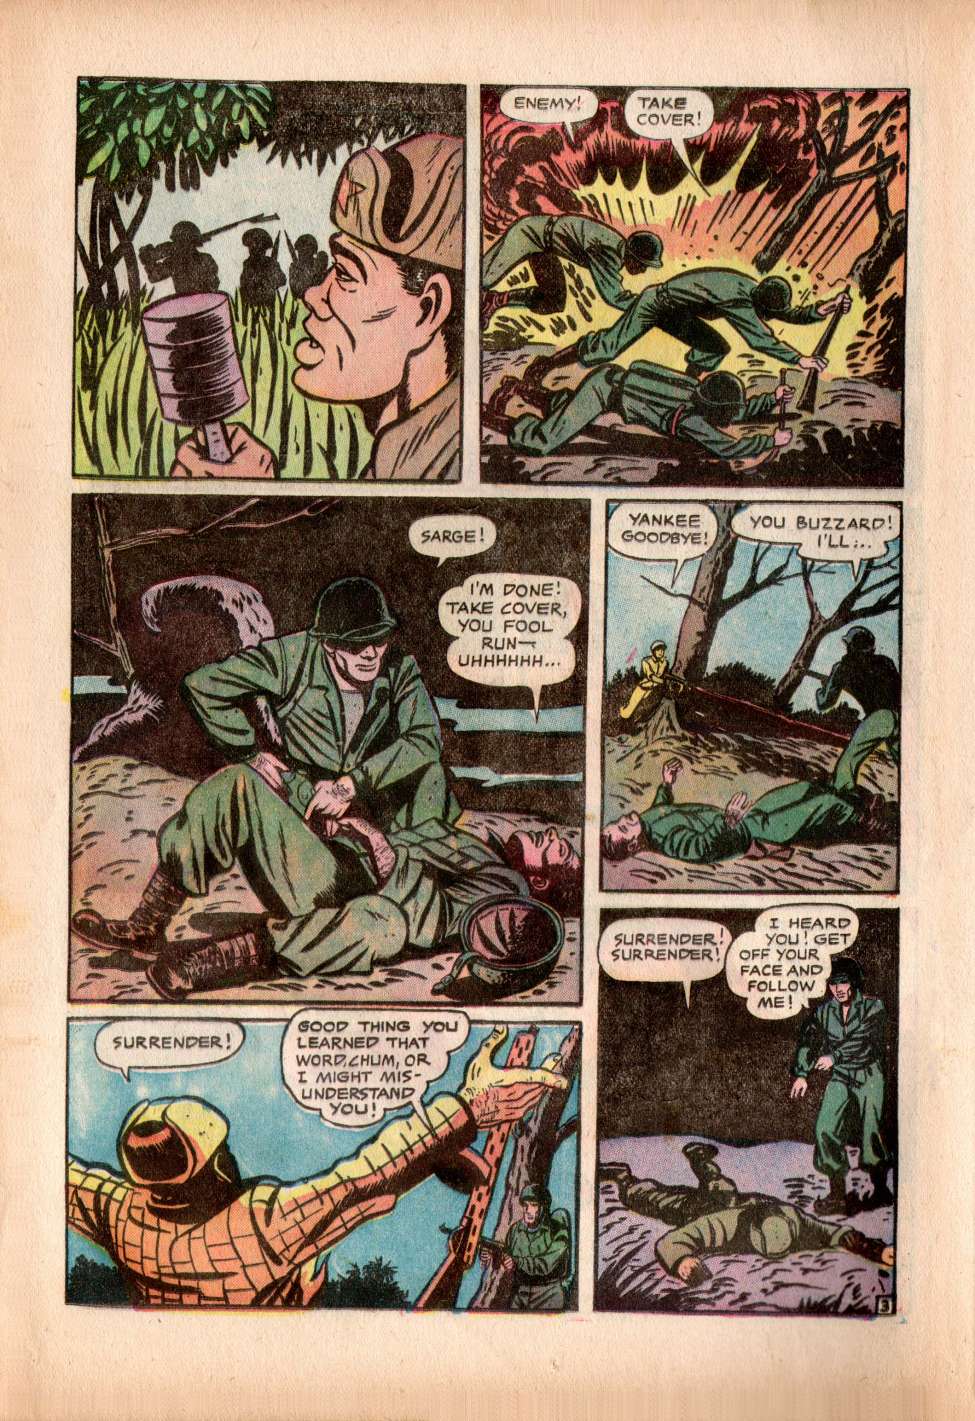 ENEMY!
TAKE
COVER!
SARGE!
I'M DONE!
TAKE COVER,
YOU FOOL
RUN—
UHHHHHH...
YANKEE
GOODBYE!
YOU BUZZARD!
I'LL...
SURRENDER!
GOOD THING YOU
LEARNED THAT
WORD, CHUM, OR
I MIGHT MIS-
UNDERSTAND
YOU!
SURRENDER!
SURRENDER!
I HEARD
YOU! GET
OFF YOUR
FACE AND
FOLLOW
ME!
3